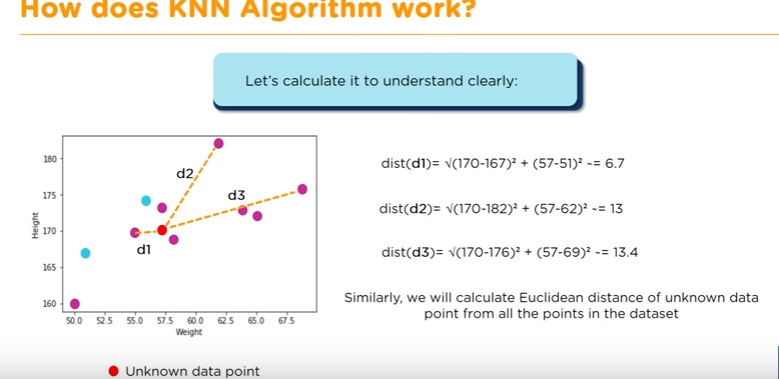 How does KNN Algorithm work?
Let's calculate it to understand clearly:
180
175
170
165
160
Height
d2
d3
d1
50.0 52.5 55.0 57.5 60.0 62.5 65.0 67.5
Weight
Unknown data point
dist(d1)= √(170-167)² + (57-51)² ~= 6.7
dist(d2)= √(170-182)² + (57-62)² ~= 13
dist(d3)= √(170-176)² + (57-69)² ~= 13.4
Similarly, we will calculate Euclidean distance of unknown data
point from all the points in the dataset